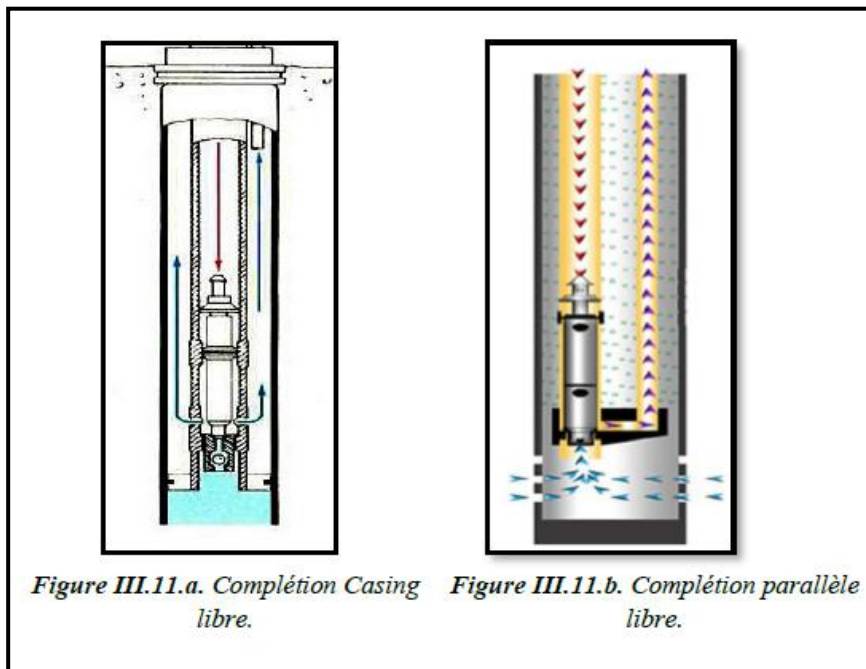 Figure III.11.a. Complétion Casing
libre.
Figure III.11.b. Complétion parallèle
libre.